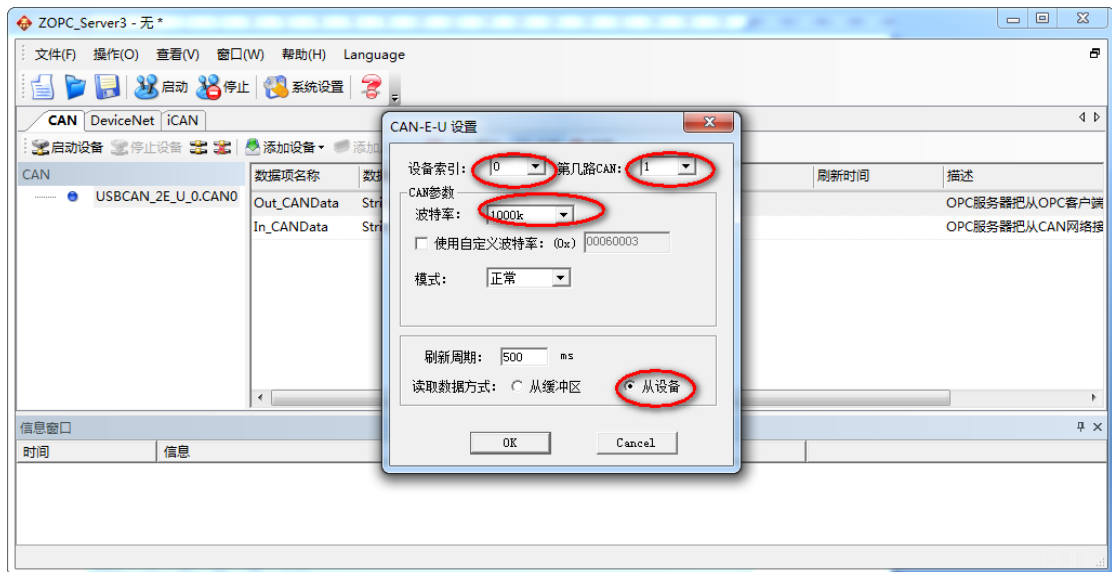 ZOPC_Server3 - 无 *
文件(F) 操作(O) 查看(V) 窗口(W) 帮助(H) Language
启动 停止 系统设置
CAN DeviceNet iCAN
启动设备 停止设备 添加设备 添加
CAN
USBCAN_2E_U_0.CAN0
数据项名称 数据 刷新时间 描述
Out_CANData Stri OPC服务器把从OPC客户端
In_CANData Stri OPC服务器把从CAN网络接
CAN-E-U 设置
设备索引: 0 第几路CAN: 1
CAN参数
波特率: 1000k
使用自定义波特率: (0x) 00060003
模式: 正常
刷新周期: 500 ms
读取数据方式: 从缓冲区 从设备
OK Cancel
信息窗口
时间 信息